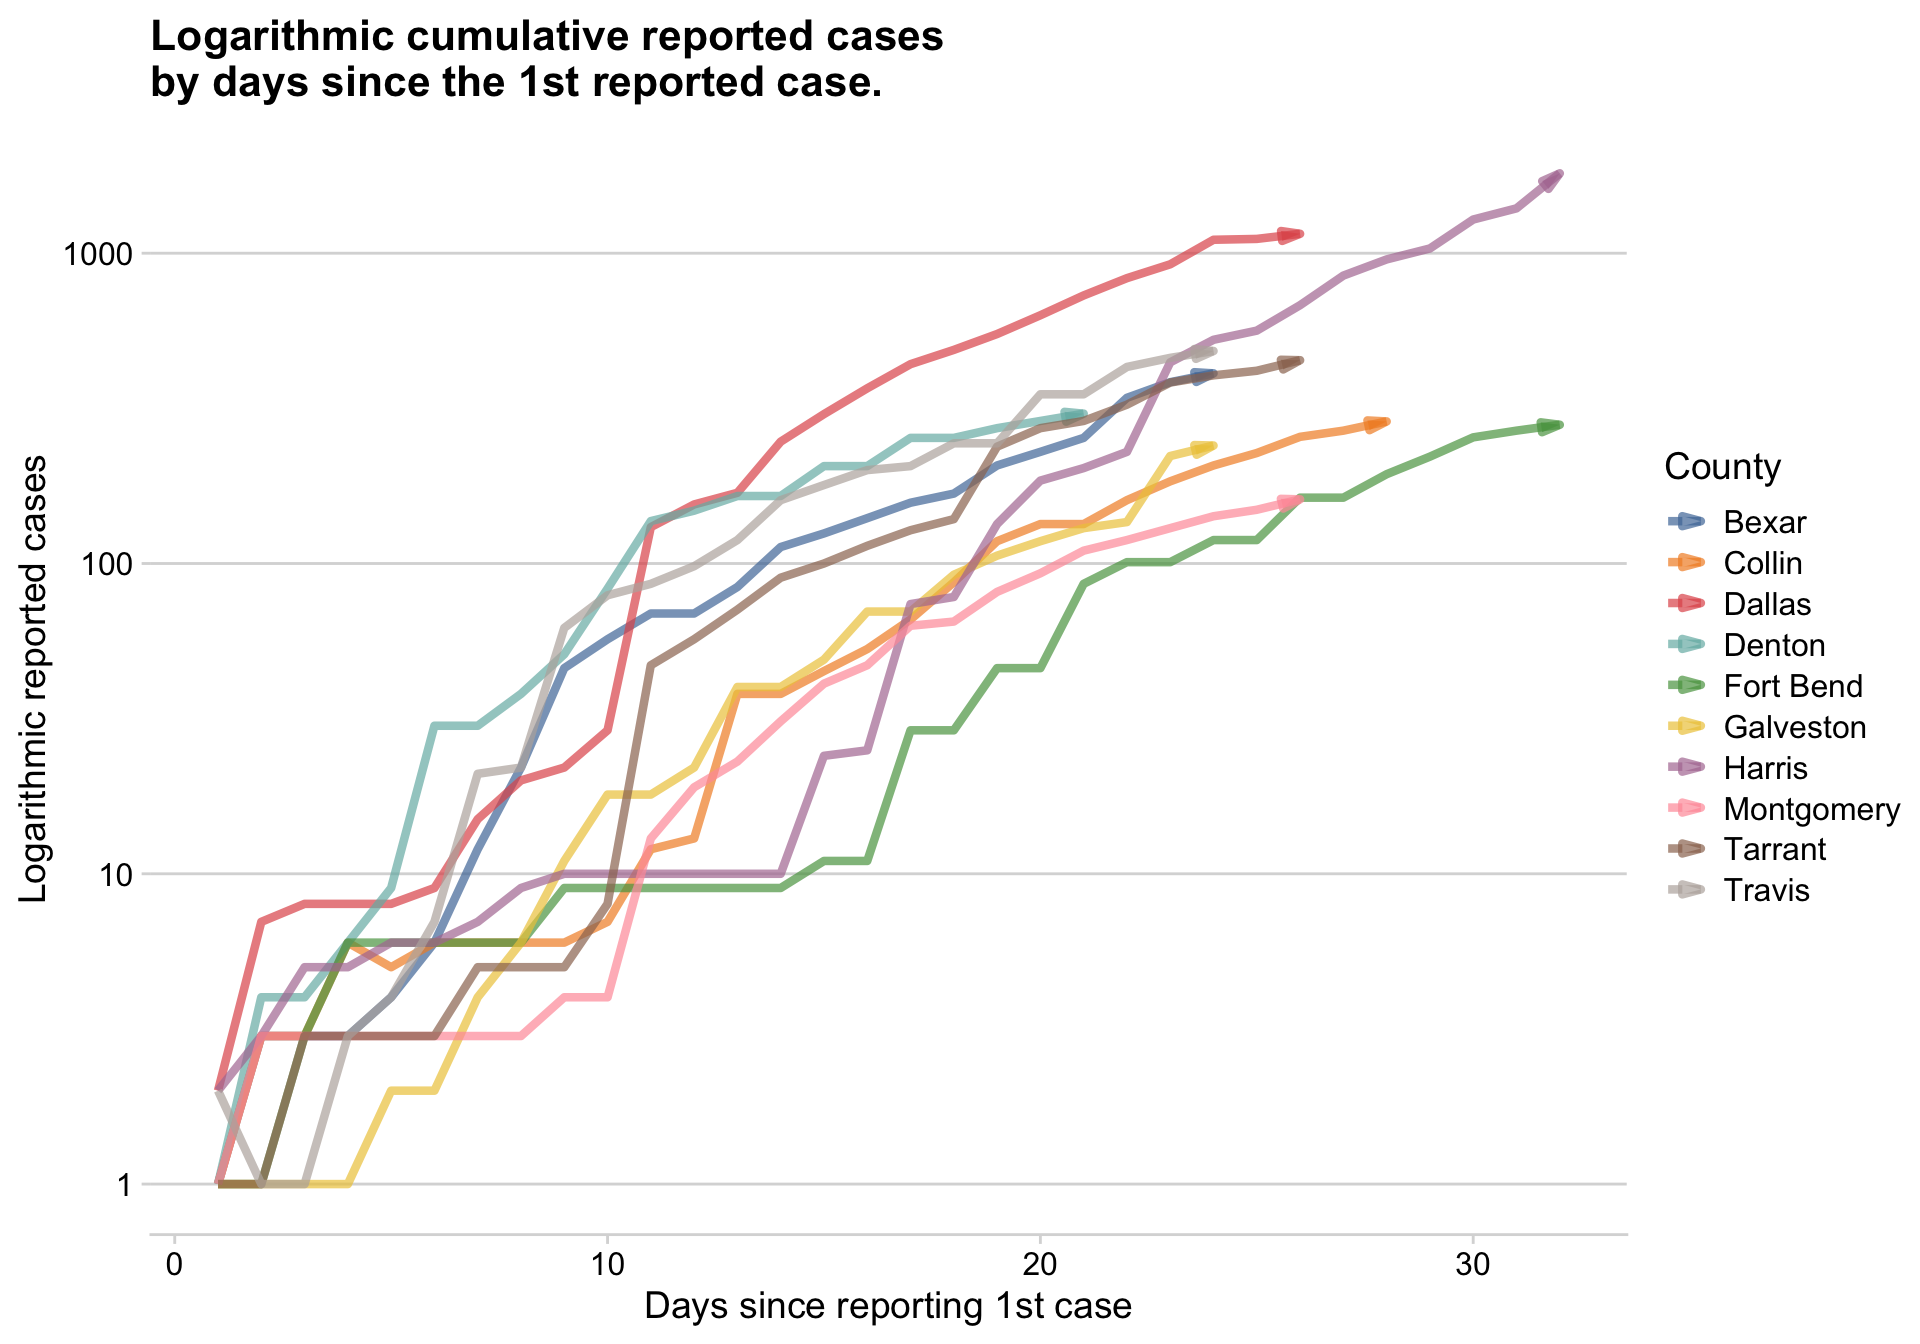 Logarithmic cumulative reported cases
by days since the 1st reported case.
Logarithmic reported cases
1000
100
10
1
0
10
20
30
Days since reporting 1st case
County
Bexar
Collin
Dallas
Denton
Fort Bend
Galveston
Harris
Montgomery
Tarrant
Travis